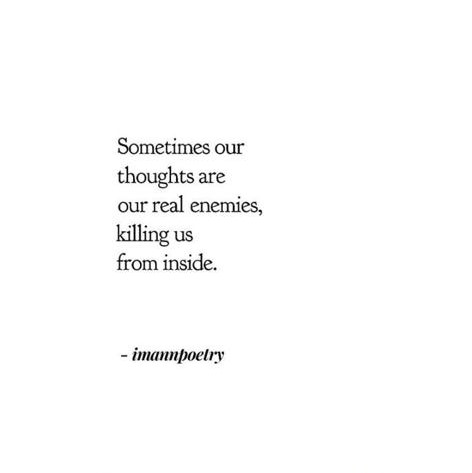 Sometimes our
thoughts are
our real enemies,
killing us
from inside.
- imannpoetry